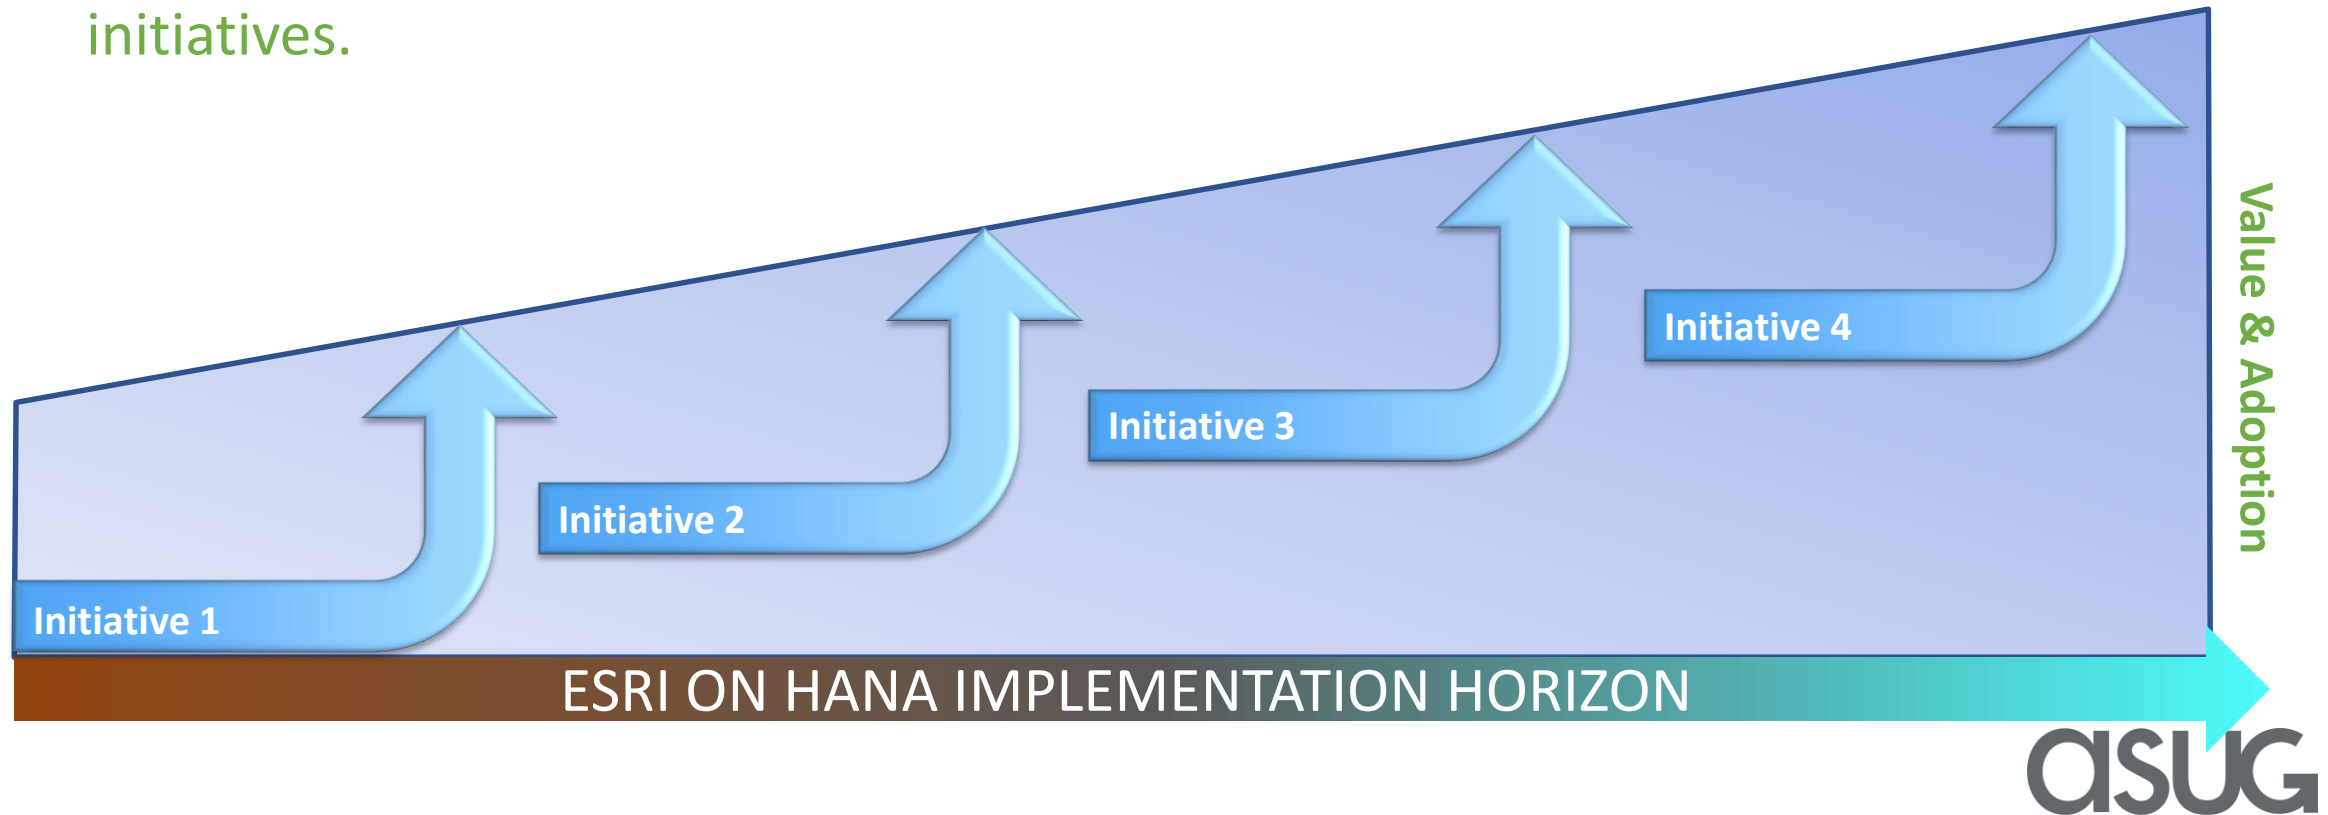 initiatives.
Initiative 4
Initiative 3
Initiative 2
Initiative 1
Value & Adoption
ESRI ON HANA IMPLEMENTATION HORIZON
asug